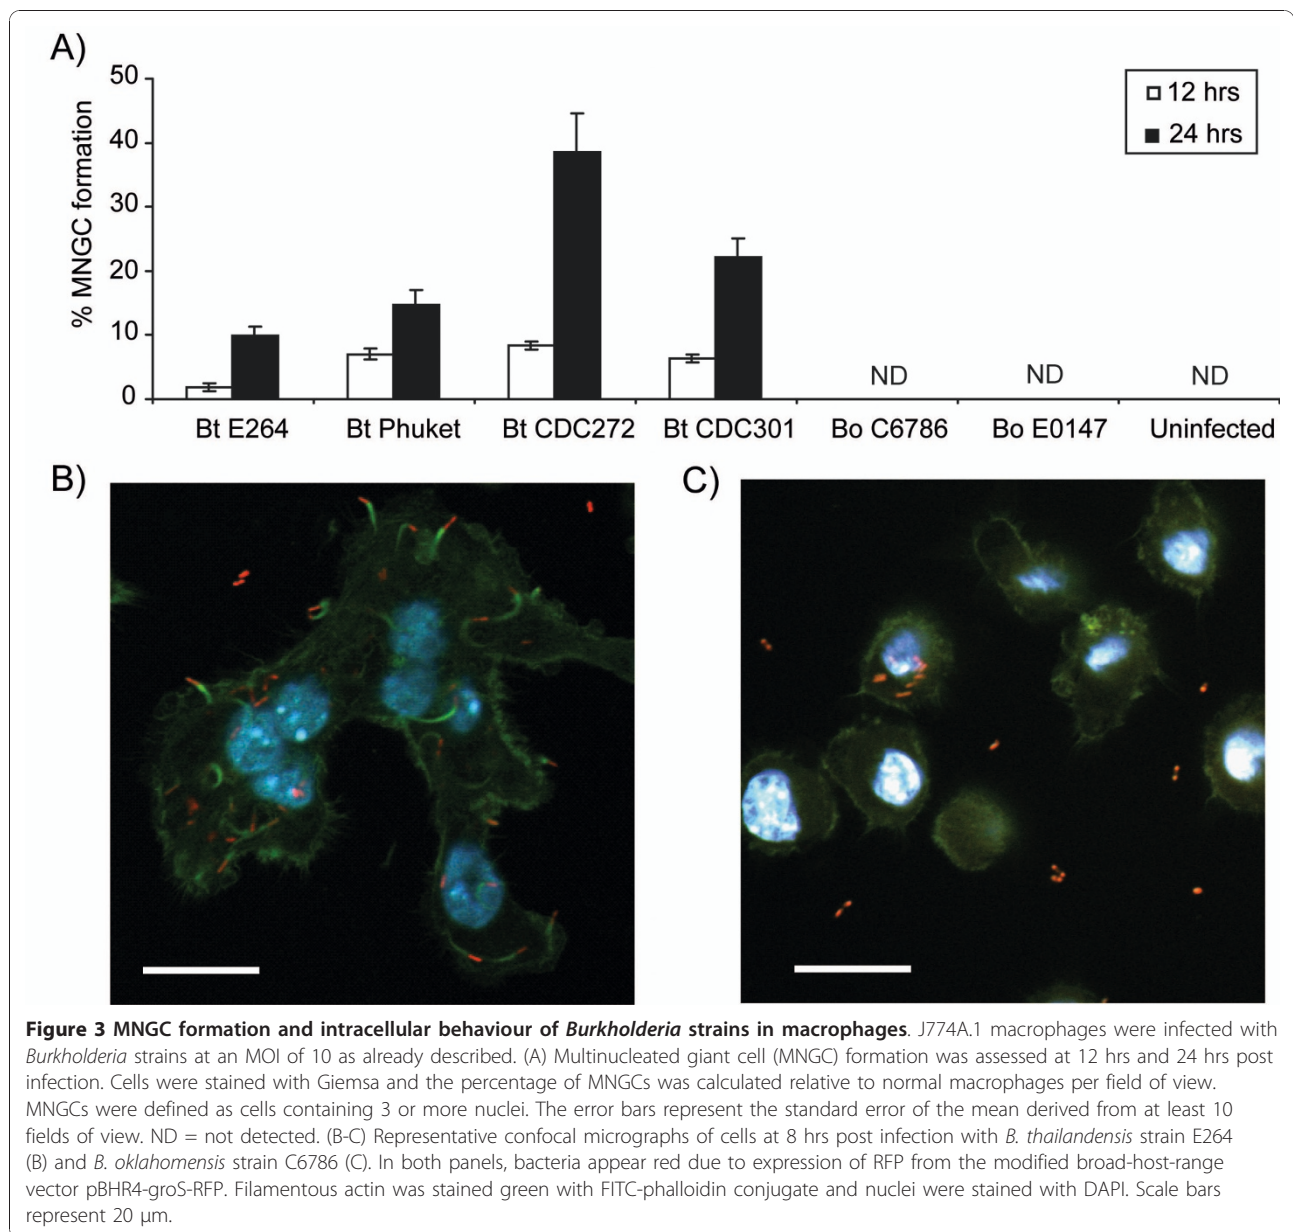 A)
50
40
30
20
10
0
% MNGC formation
12 hrs
24 hrs
ND
ND
ND
Bt E264 Bt Phuket Bt CDC272 Bt CDC301 Bo C6786 Bo E0147 Uninfected
B)
C)
Figure 3 MNGC formation and intracellular behaviour of Burkholderia strains in macrophages. J774A.1 macrophages were infected with
Burkholderia strains at an MOI of 10 as already described. (A) Multinucleated giant cell (MNGC) formation was assessed at 12 hrs and 24 hrs post
infection. Cells were stained with Giemsa and the percentage of MNGCs was calculated relative to normal macrophages per field of view.
MNGCs were defined as cells containing 3 or more nuclei. The error bars represent the standard error of the mean derived from at least 10
fields of view. ND = not detected. (B-C) Representative confocal micrographs of cells at 8 hrs post infection with B. thailandensis strain E264
(B) and B. oklahomensis strain C6786 (C). In both panels, bacteria appear red due to expression of RFP from the modified broad-host-range
vector pBHR4-groS-RFP. Filamentous actin was stained green with FITC-phalloidin conjugate and nuclei were stained with DAPI. Scale bars
represent 20 μm.